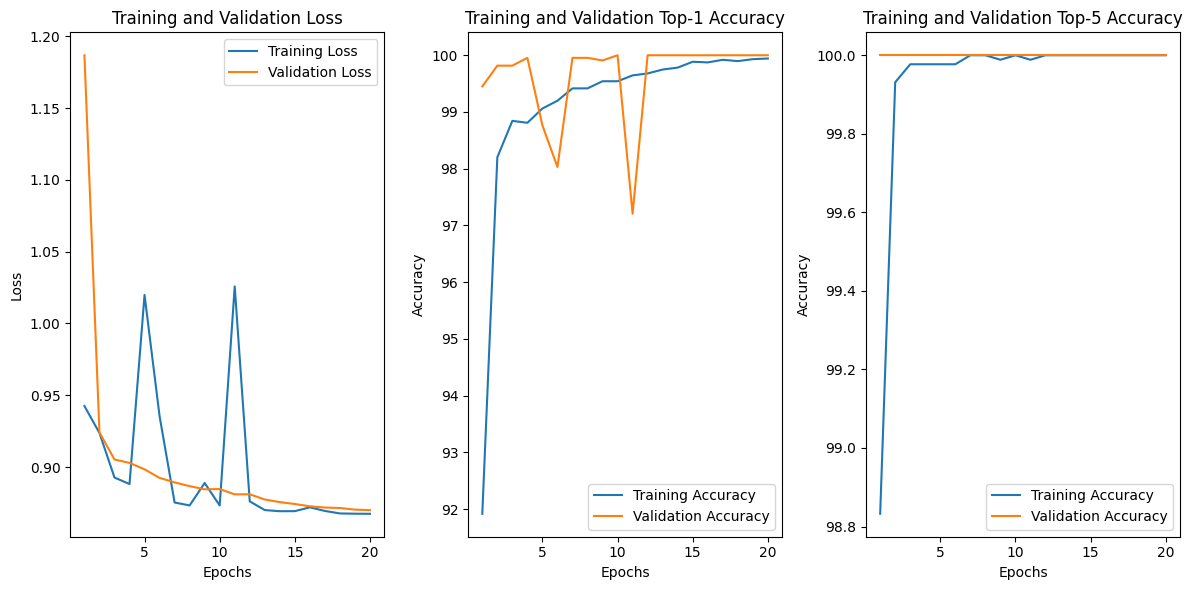 Training and Validation Loss
1.20
1.15
1.10
1.05
1.00
0.95
0.90
Loss
5
10
15
20
Epochs
Training Loss
Validation Loss
Training and Validation Top-1 Accuracy
100
99
98
97
96
95
94
93
92
Accuracy
5
10
15
20
Epochs
Training Accuracy
Validation Accuracy
Training and Validation Top-5 Accuracy
100.0
99.8
99.6
99.4
99.2
99.0
98.8
Accuracy
5
10
15
20
Epochs
Training Accuracy
Validation Accuracy